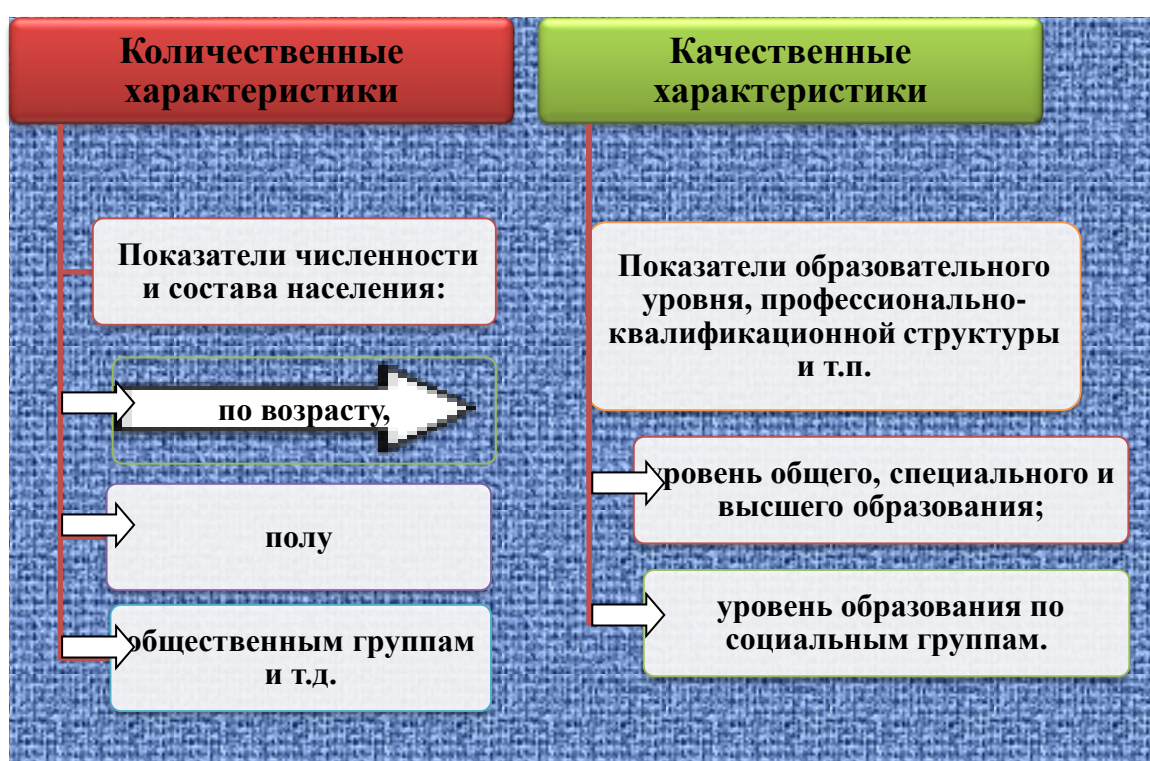 Количественные
характеристики
Показатели численности
и состава населения:
по возрасту,
полу
общественным группам
и т.д.
Качественные
характеристики
Показатели образовательного
уровня, профессионально-
квалификационной структуры
и т.п.
уровень общего, специального и
высшего образования;
уровень образования по
социальным группам.